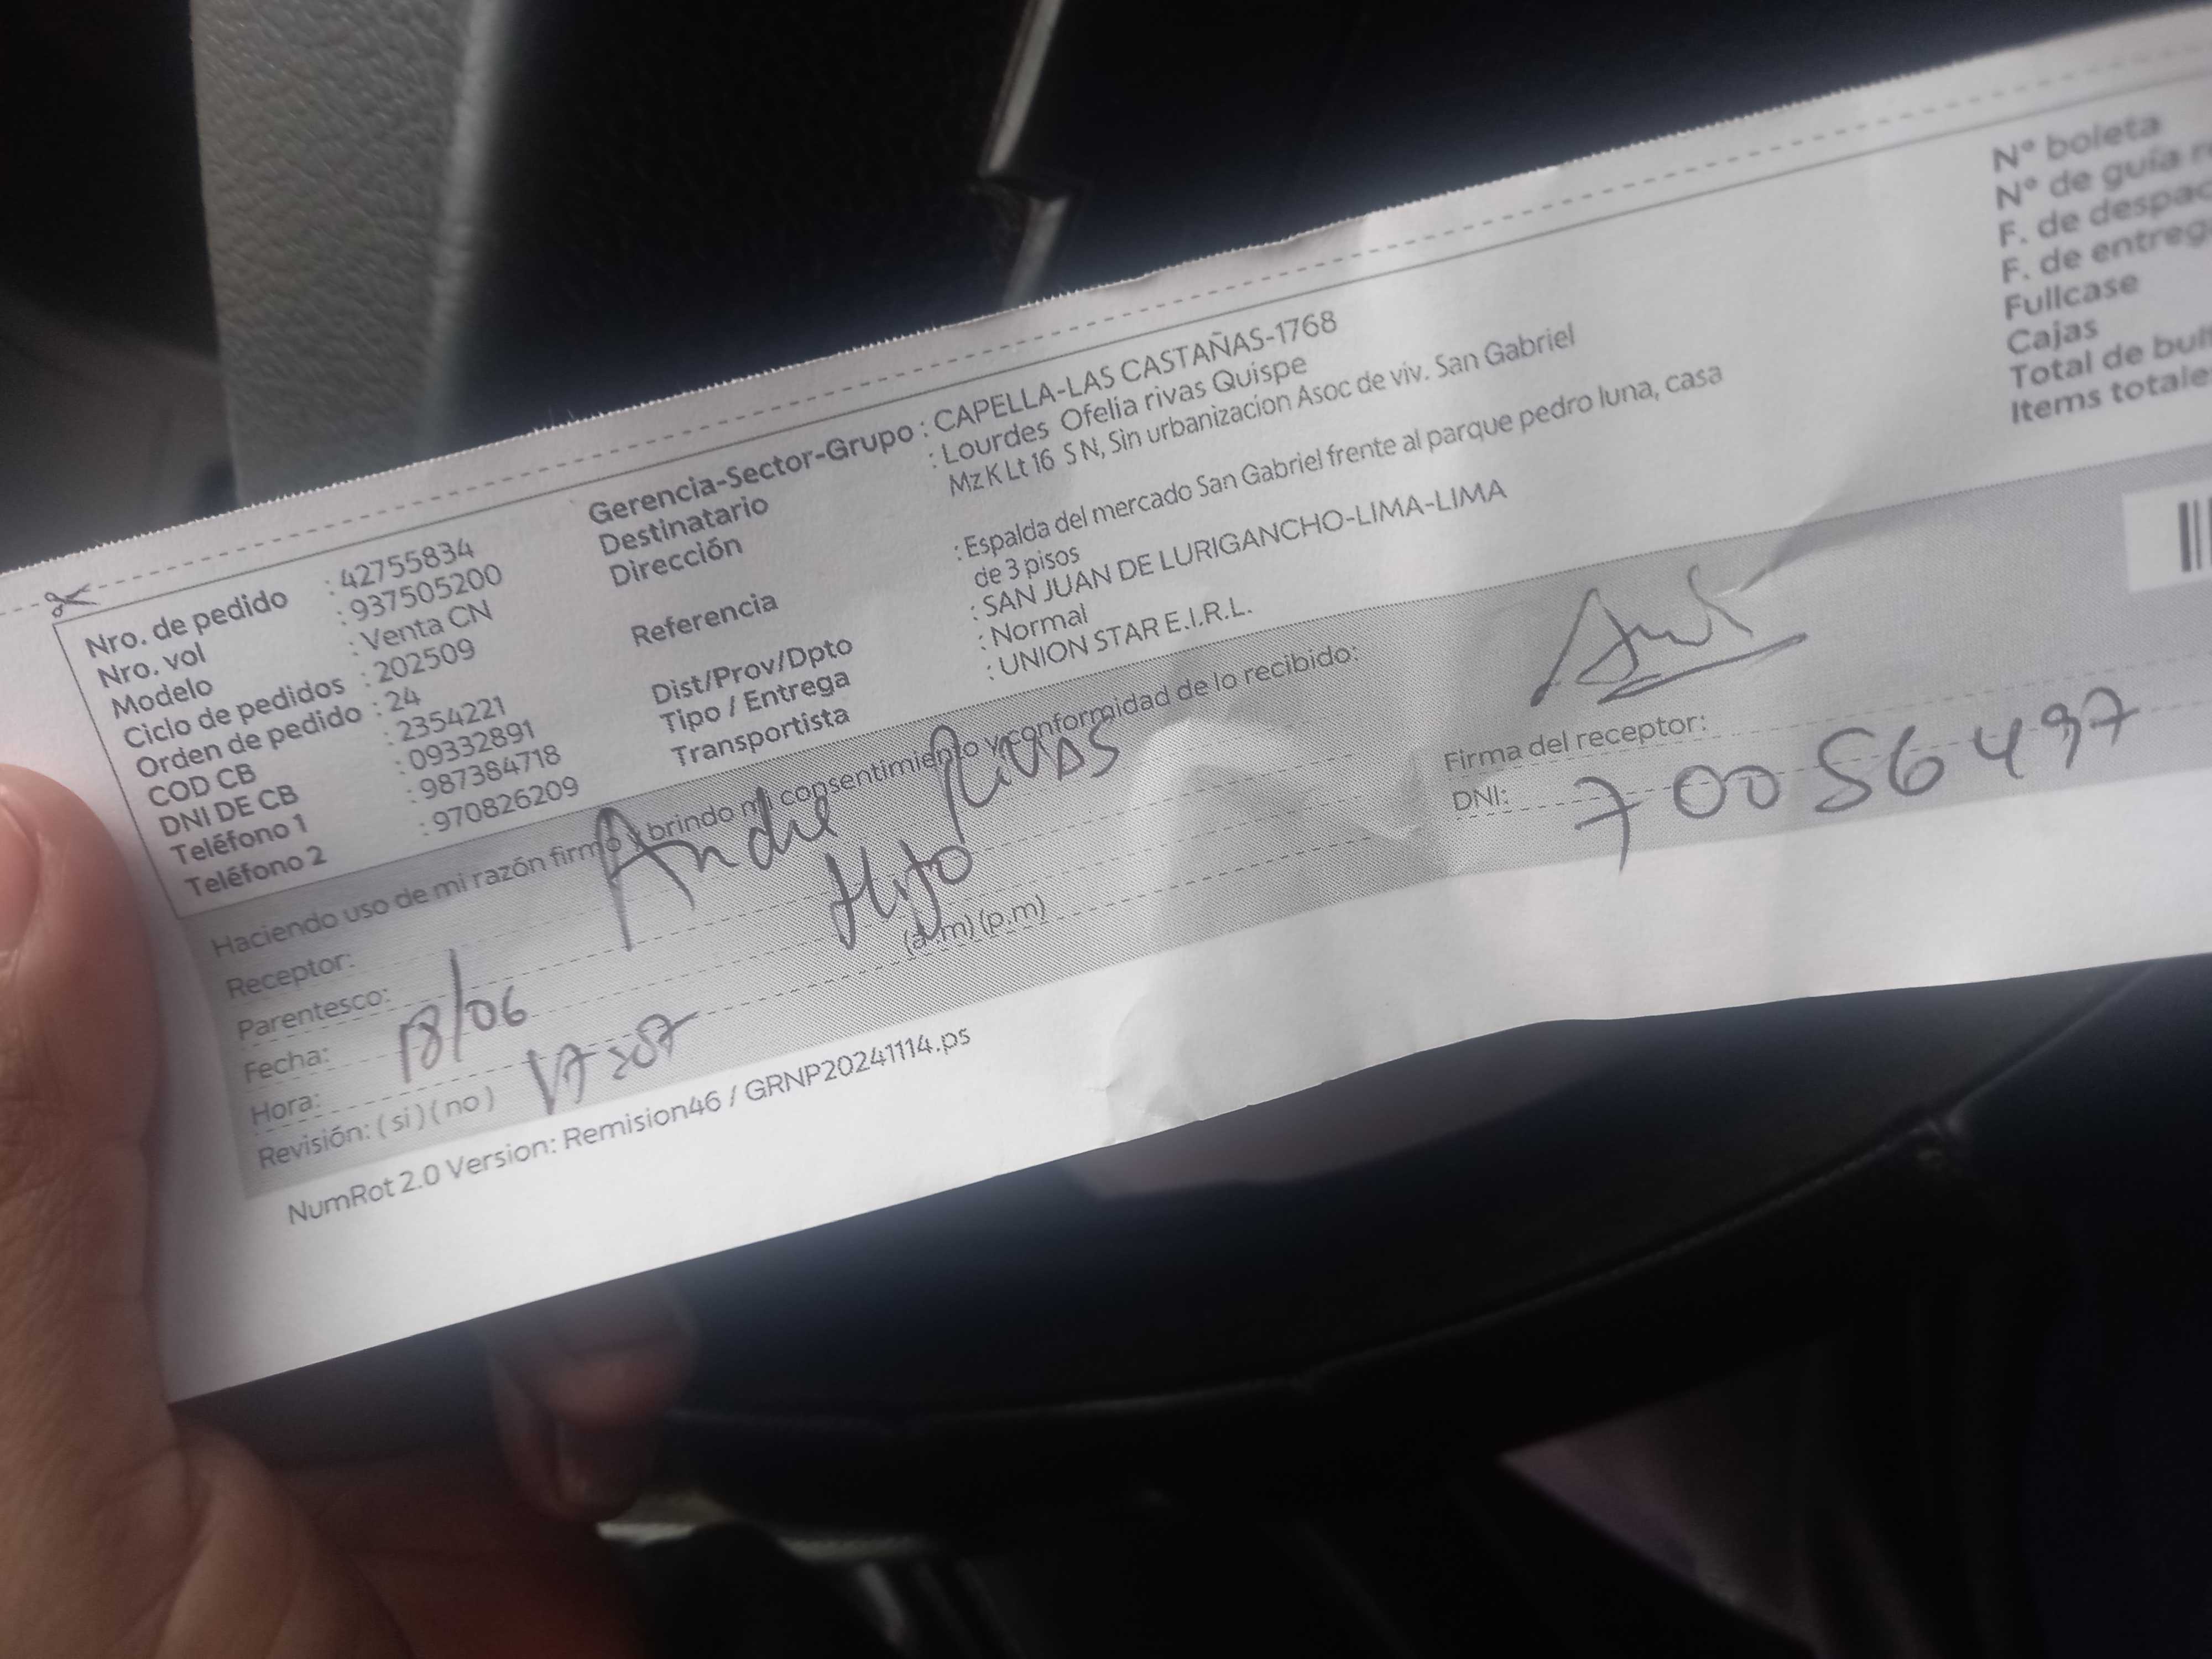 Nro. de pedido : 42755834
Nro. vol : 937505200
Modelo : Venta CN
Ciclo de pedidos : 202509
Orden de pedido : 24
COD CB : 2354221
DNI DE CB : 09332891
Teléfono 1 : 987384718
Teléfono 2 : 970826209
Gerencia-Sector-Grupo : CAPELLA-LAS CASTAÑAS-1768
Destinatario : Lourdes Ofelia rivas Quispe
Dirección Mz K Lt 16 S N, Sin urbanizacion Asoc de viv. San Gabriel
Referencia : Espalda del mercado San Gabriel frente al parque pedro luna, casa
de 3 pisos
Dist/Prov/Dpto : SAN JUAN DE LURIGANCHO-LIMA-LIMA
Tipo / Entrega : Normal
Transportista : UNION STAR E.I.R.L.
N° boleta
N° de guía
F. de
F. de
Fullcase
Cajas
Total de
Items
Haciendo uso de mi razón firmo y brindo mi consentimiento y conformidad de lo recibido:
Receptor: Andre Rivas
Parentesco: Hijo
Fecha: 18/06
Hora: (a.m) (p.m)
Revisión: ( si ) ( no )
Firma del receptor:
DNI: 70056497
NumRot 2.0 Version: Remision46 / GRNP20241114.ps